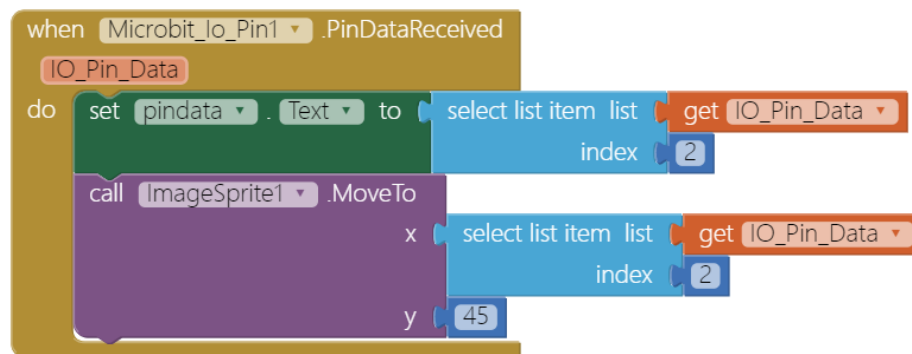 when Microbit_Io_Pin1 .PinDataReceived
IO_Pin_Data
do set pindata . Text to select list item list get IO_Pin_Data
index 2
call ImageSprite1 .MoveTo
x select list item list get IO_Pin_Data
index 2
y 45